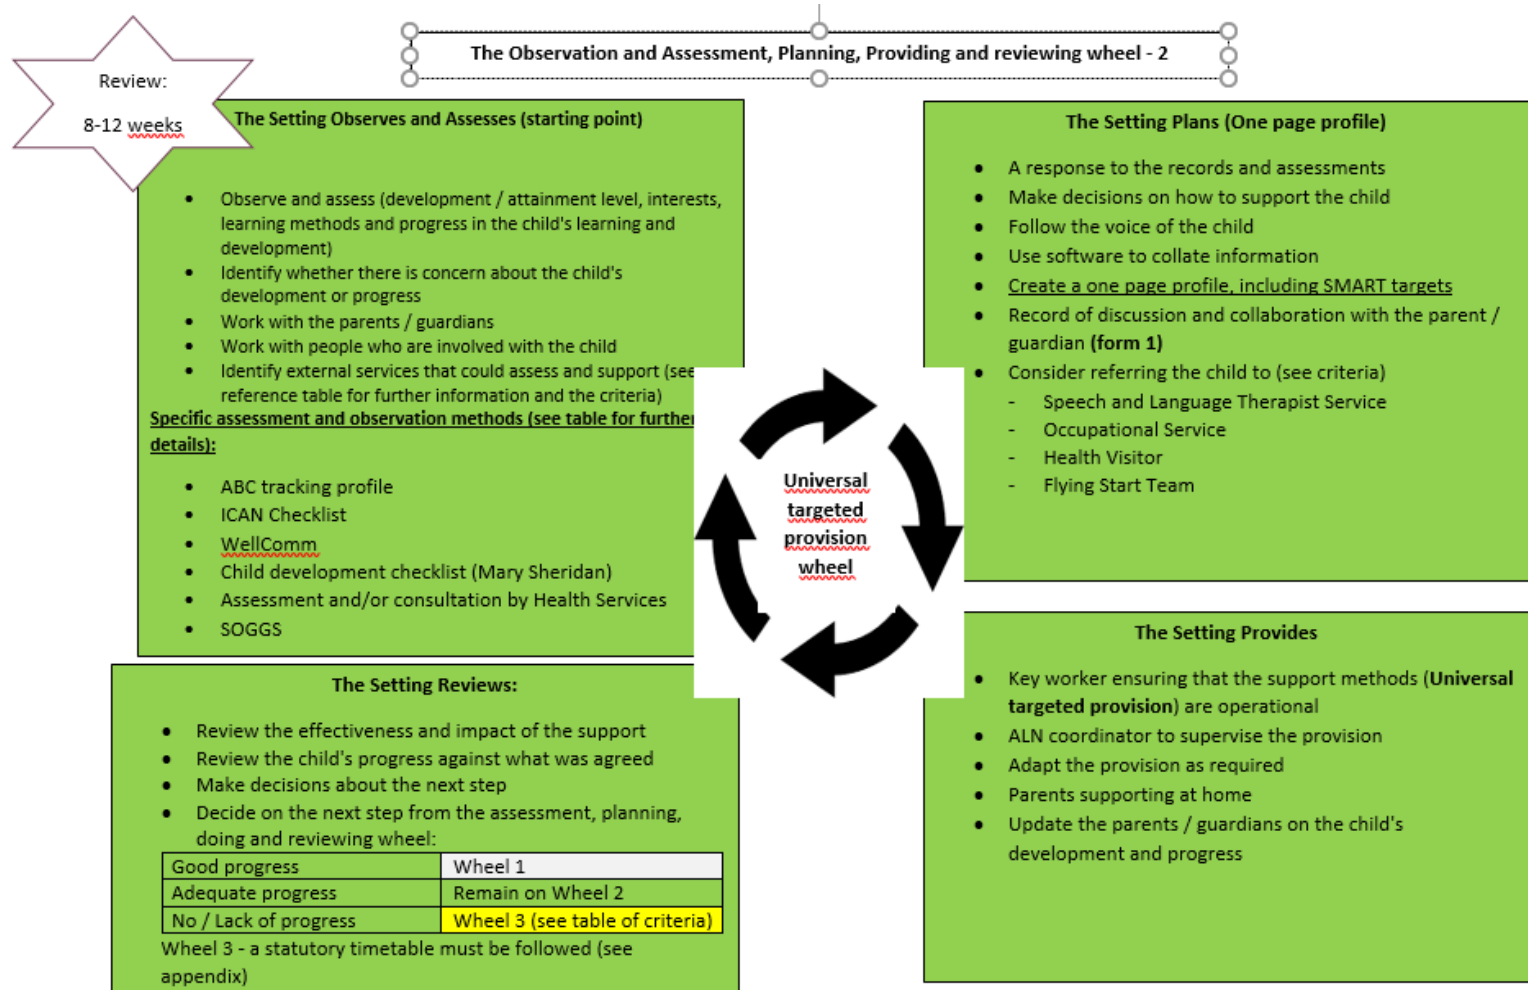 The Observation and Assessment, Planning, Providing and reviewing wheel - 2
Review:
8-12 weeks
The Setting Observes and Assesses (starting point)
• Observe and assess (development / attainment level, interests,
learning methods and progress in the child's learning and
development)
• Identify whether there is concern about the child's
development or progress
• Work with the parents / guardians
• Work with people who are involved with the child
• Identify external services that could assess and support (see
reference table for further information and the criteria)
Specific assessment and observation methods (see table for further
details):
• ABC tracking profile
• ICAN Checklist
• WellComm
• Child development checklist (Mary Sheridan)
• Assessment and/or consultation by Health Services
• SOGGS
The Setting Plans (One page profile)
• A response to the records and assessments
• Make decisions on how to support the child
• Follow the voice of the child
• Use software to collate information
• Create a one page profile, including SMART targets
• Record of discussion and collaboration with the parent /
guardian (form 1)
• Consider referring the child to (see criteria)
- Speech and Language Therapist Service
- Occupational Service
- Health Visitor
- Flying Start Team
Universal
targeted
provision
wheel
The Setting Provides
• Key worker ensuring that the support methods (Universal
targeted provision) are operational
• ALN coordinator to supervise the provision
• Adapt the provision as required
• Parents supporting at home
• Update the parents / guardians on the child's
development and progress
The Setting Reviews:
• Review the effectiveness and impact of the support
• Review the child's progress against what was agreed
• Make decisions about the next step
• Decide on the next step from the assessment, planning,
doing and reviewing wheel:
Good progress Wheel 1
Adequate progress Remain on Wheel 2
No / Lack of progress Wheel 3 (see table of criteria)
Wheel 3 - a statutory timetable must be followed (see
appendix)